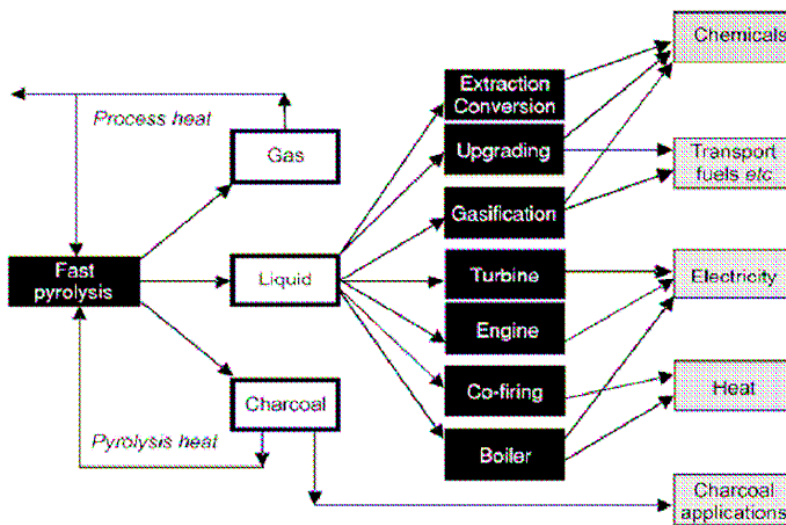 Process heat
Gas
Fast
pyrolysis
Liquid
Charcoal
Pyrolysis heat
Extraction
Conversion
Upgrading
Gasification
Turbine
Engine
Co-firing
Boiler
Chemicals
Transport
fuels etc
Electricity
Heat
Charcoal
applications